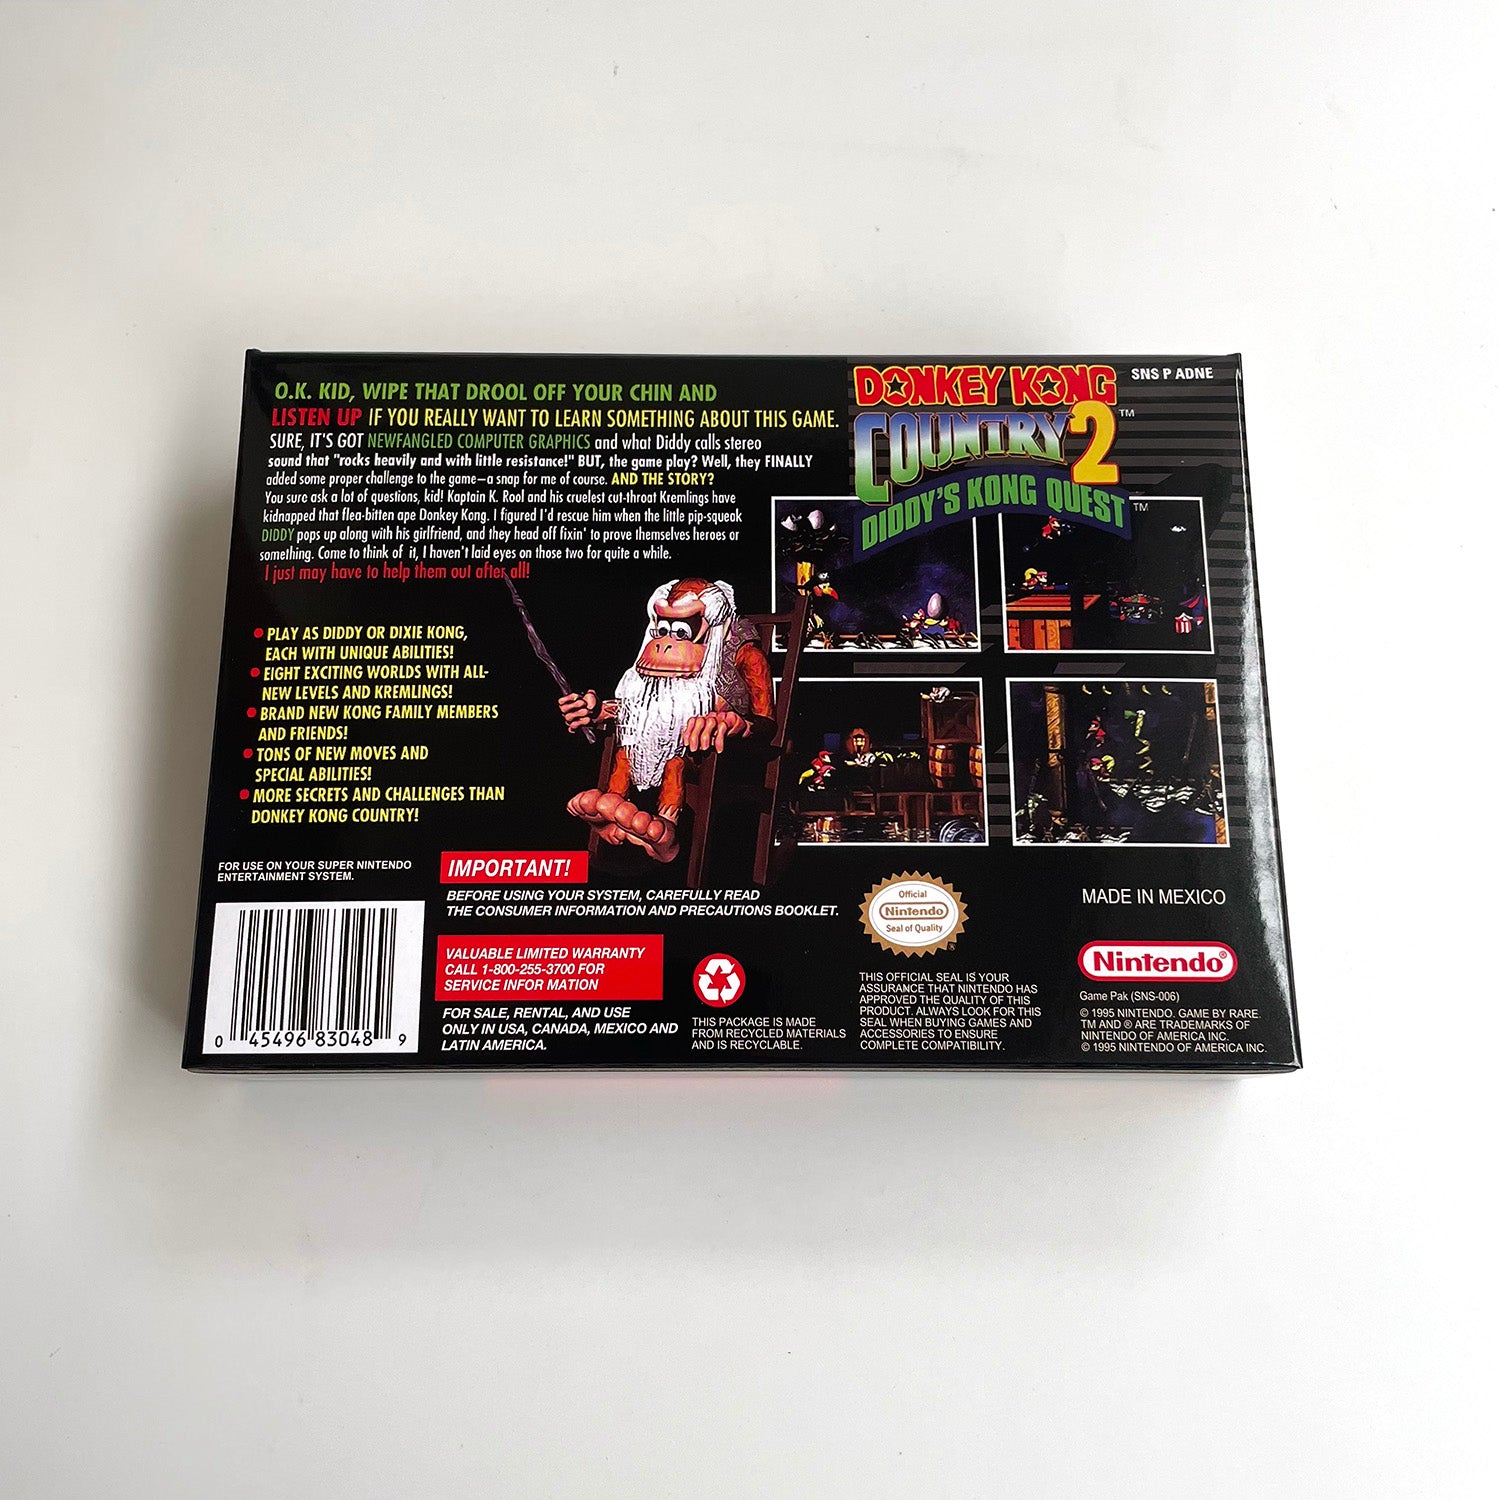 O.K. KID, WIPE THAT DROOL OFF YOUR CHIN AND
LISTEN UP IF YOU REALLY WANT TO LEARN SOMETHING ABOUT THIS GAME.
SURE, IT'S GOT NEWFANGLED COMPUTER GRAPHICS and what Diddy calls stereo
sound that "rocks heavily and with little resistance!" BUT, the game play? Well, they FINALLY
added some proper challenge to the game—a snap for me of course. AND THE STORY?
You sure ask a lot of questions, kid! Kaptain K. Rool and his cruelest cut-throat Kremlings have
kidnapped that flea-bitten ape Donkey Kong. I figured I'd rescue him when the little pip-squeak
DIDDY pops up along with his girlfriend, and they head off fixin' to prove themselves heroes or
something. Come to think of it, I haven't laid eyes on those two for quite a while.
I just may have to help them out after all!
• PLAY AS DIDDY OR DIXIE KONG,
EACH WITH UNIQUE ABILITIES!
• EIGHT EXCITING WORLDS WITH ALL-
NEW LEVELS AND KREMLINGS!
• BRAND NEW KONG FAMILY MEMBERS
AND FRIENDS!
• TONS OF NEW MOVES AND
SPECIAL ABILITIES!
• MORE SECRETS AND CHALLENGES THAN
DONKEY KONG COUNTRY!
DONKEY KONG
COUNTRY 2™
DIDDY'S KONG QUEST™
SNS P ADNE
FOR USE ON YOUR SUPER NINTENDO
ENTERTAINMENT SYSTEM.
0 45496 83048 9
IMPORTANT!
BEFORE USING YOUR SYSTEM, CAREFULLY READ
THE CONSUMER INFORMATION AND PRECAUTIONS BOOKLET.
VALUABLE LIMITED WARRANTY
CALL 1-800-255-3700 FOR
SERVICE INFOR MATION
FOR SALE, RENTAL, AND USE
ONLY IN USA, CANADA, MEXICO AND
LATIN AMERICA.
THIS PACKAGE IS MADE
FROM RECYCLED MATERIALS
AND IS RECYCLABLE.
Official
Nintendo
Seal of Quality
®
THIS OFFICIAL SEAL IS YOUR
ASSURANCE THAT NINTENDO HAS
APPROVED THE QUALITY OF THIS
PRODUCT. ALWAYS LOOK FOR THIS
SEAL WHEN BUYING GAMES AND
ACCESSORIES TO ENSURE
COMPLETE COMPATIBILITY.
MADE IN MEXICO
Nintendo®
Game Pak (SNS-006)
© 1995 NINTENDO. GAME BY RARE.
TM AND ® ARE TRADEMARKS OF
NINTENDO OF AMERICA INC.
© 1995 NINTENDO OF AMERICA INC.